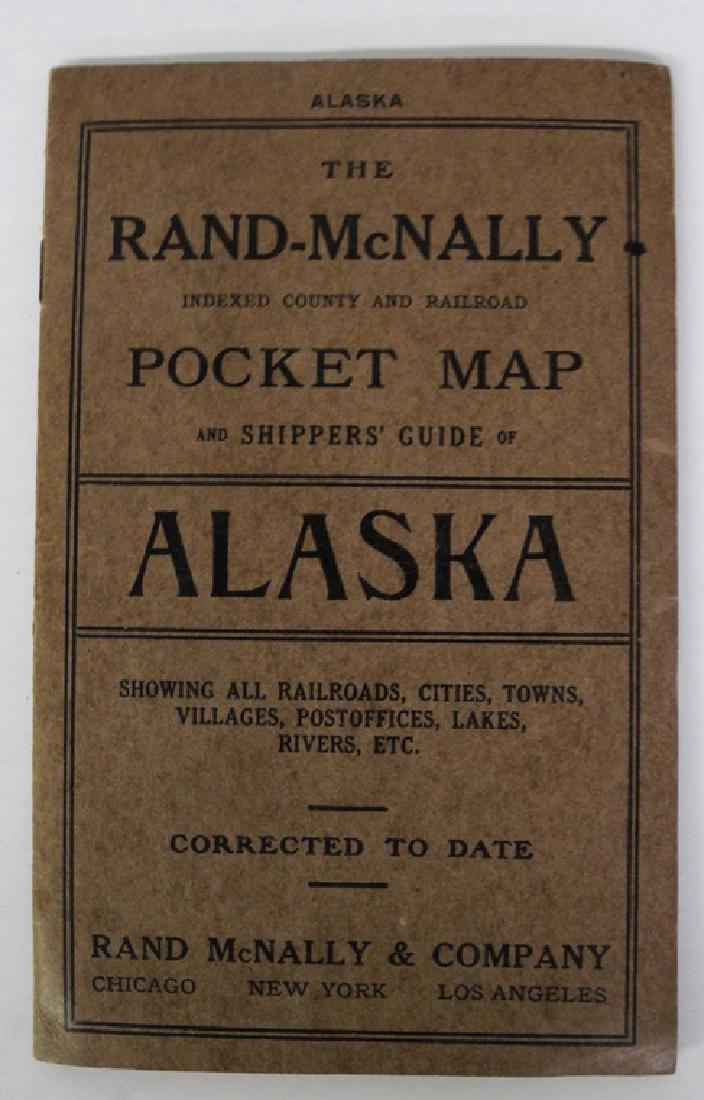 ALASKA
THE
RAND-McNALLY
INDEXED COUNTY AND RAILROAD
POCKET MAP
AND SHIPPERS' GUIDE OF
ALASKA
SHOWING ALL RAILROADS, CITIES, TOWNS,
VILLAGES, POSTOFFICES, LAKES,
RIVERS, ETC.
CORRECTED TO DATE
RAND McNALLY & COMPANY
CHICAGO NEW YORK LOS ANGELES